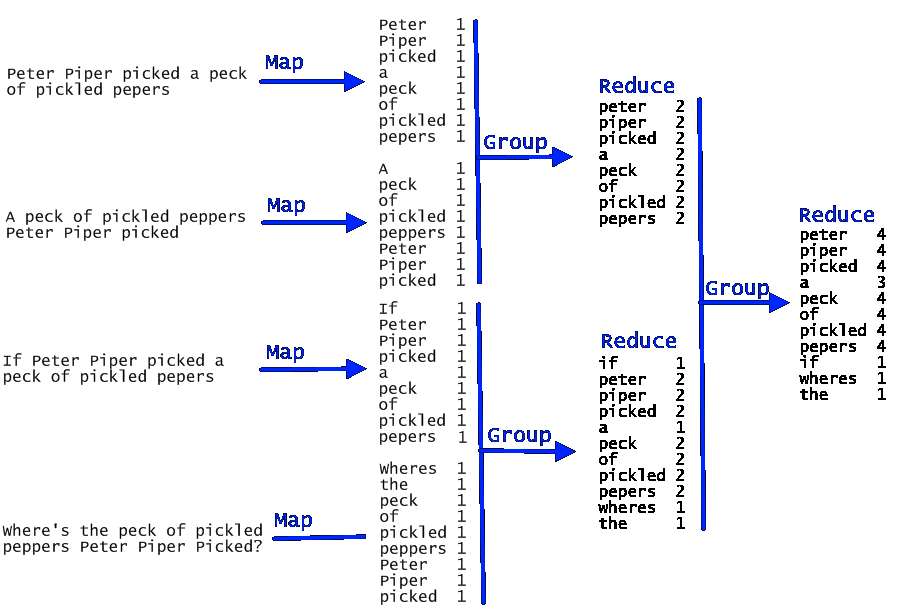 Peter Piper picked a peck
of pickled pepers
Map
Peter 1
Piper 1
picked 1
a 1
peck 1
of 1
pickled 1
pepers 1
A peck of pickled peppers
Peter Piper picked
Map
A 1
peck 1
of 1
pickled 1
peppers 1
Peter 1
Piper 1
picked 1
Group
Reduce
peter 2
piper 2
picked 2
a 2
peck 2
of 2
pickled 2
pepers 2
If Peter Piper picked a
peck of pickled pepers
Map
If 1
Peter 1
Piper 1
picked 1
a 1
peck 1
of 1
pickled 1
pepers 1
Where's the peck of pickled
peppers Peter Piper Picked?
Map
Wheres 1
the 1
peck 1
of 1
pickled 1
peppers 1
Peter 1
Piper 1
picked 1
Group
Reduce
if 1
peter 2
piper 2
picked 2
a 1
peck 2
of 2
pickled 2
pepers 2
wheres 1
the 1
Group
Reduce
peter 4
piper 4
picked 4
a 3
peck 4
of 4
pickled 4
pepers 4
if 1
wheres 1
the 1